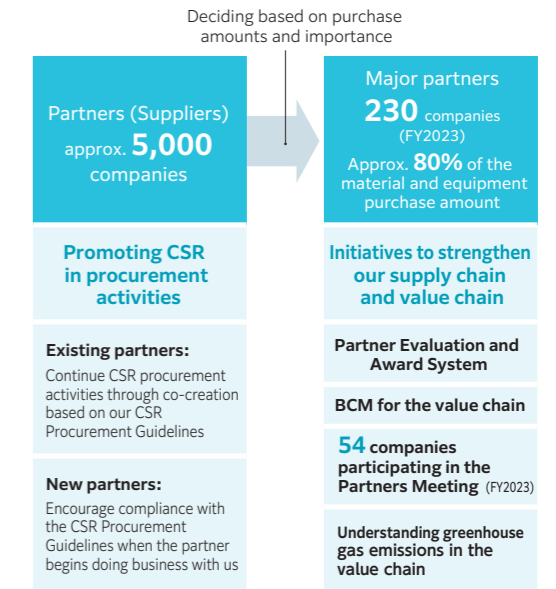 Deciding based on purchase
amounts and importance
Partners (Suppliers)
approx. 5,000
companies
Major partners
230 companies
(FY2023)
Approx. 80% of the
material and equipment
purchase amount
Promoting CSR
in procurement
activities
Initiatives to strengthen
our supply chain
and value chain
Existing partners:
Continue CSR procurement
activities through co-creation
based on our CSR
Procurement Guidelines
New partners:
Encourage compliance with
the CSR Procurement
Guidelines when the partner
begins doing business with us
Partner Evaluation and
Award System
BCM for the value chain
54 companies
participating in the
Partners Meeting (FY2023)
Understanding greenhouse
gas emissions in the
value chain